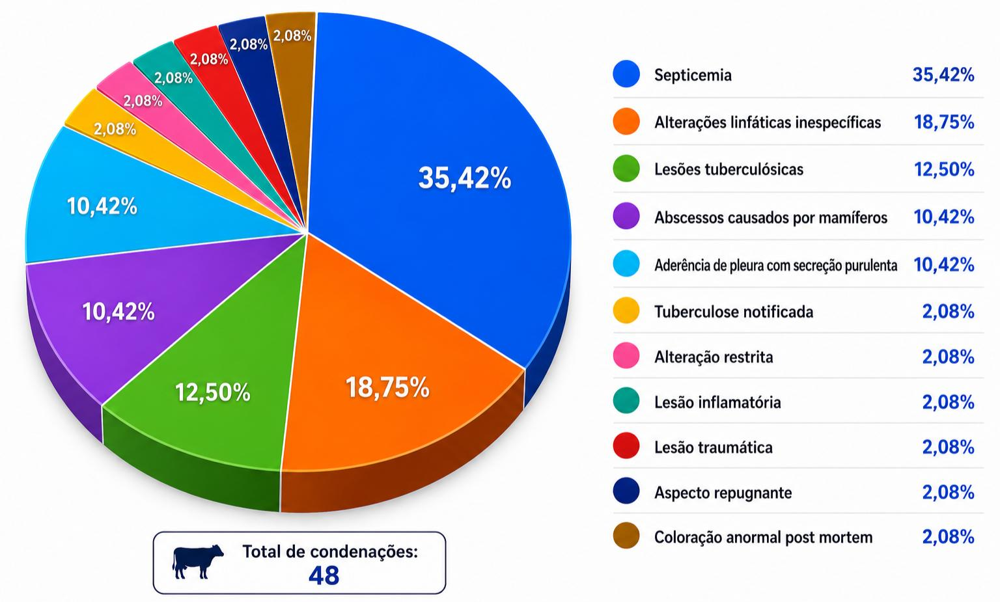 2,08%
2,08%
2,08%
2,08%
2,08%
2,08%
35,42%
10,42%
10,42%
12,50%
18,75%
Total de condenações:
48
Septicemia 35,42%
Alterações linfáticas inespecíficas 18,75%
Lesões tuberculósicas 12,50%
Abscessos causados por mamíferos 10,42%
Aderência de pleura com secreção purulenta 10,42%
Tuberculose notificada 2,08%
Alteração restrita 2,08%
Lesão inflamatória 2,08%
Lesão traumática 2,08%
Aspecto repugnante 2,08%
Coloração anormal post mortem 2,08%